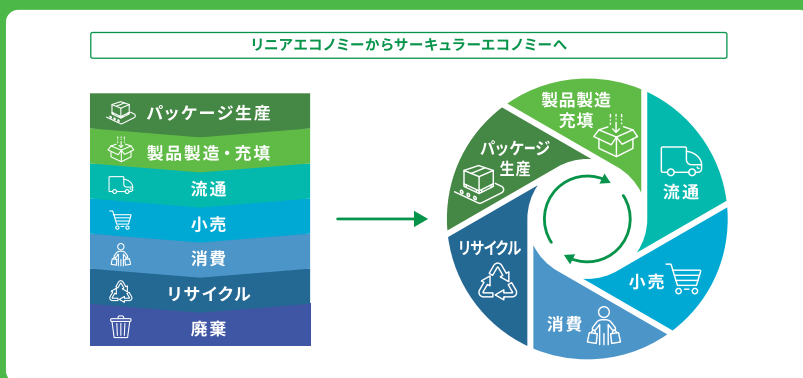 リニアエコノミーからサーキュラーエコノミーへ
パッケージ生産
製品製造・充填
流通
小売
消費
リサイクル
廃棄
製品製造
充填
流通
小売
消費
リサイクル
パッケージ
生産